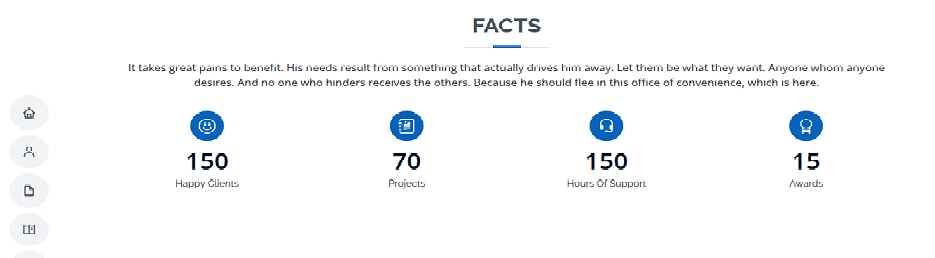 FACTS
It takes great pains to benefit. His needs result from something that actually drives him away. Let them be what they want. Anyone whom anyone
desires. And no one who hinders receives the others. Because he should flee in this office of convenience, which is here.
150
70
150
15
Happy Clients
Projects
Hours Of Support
Awards